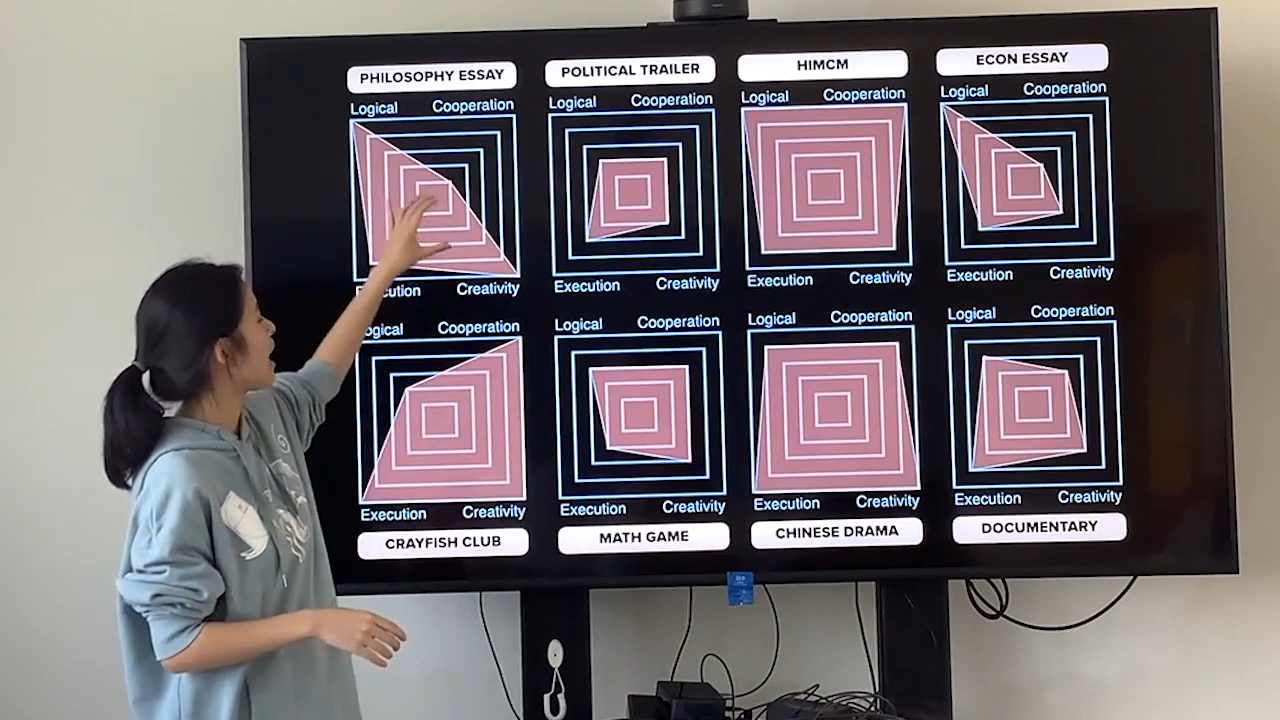 PHILOSOPHY ESSAY
POLITICAL TRAILER
HIMCM
ECON ESSAY
Logical Cooperation
Logical Cooperation
Logical Cooperation
Logical Cooperation
cution Creativity
Execution Creativity
Execution Creativity
Execution Creativity
gical Cooperation
Logical Cooperation
Logical Cooperation
Logical Cooperation
Execution Creativity
Execution Creativity
Execution Creativity
Execution Creativity
CRAYFISH CLUB
MATH GAME
CHINESE DRAMA
DOCUMENTARY